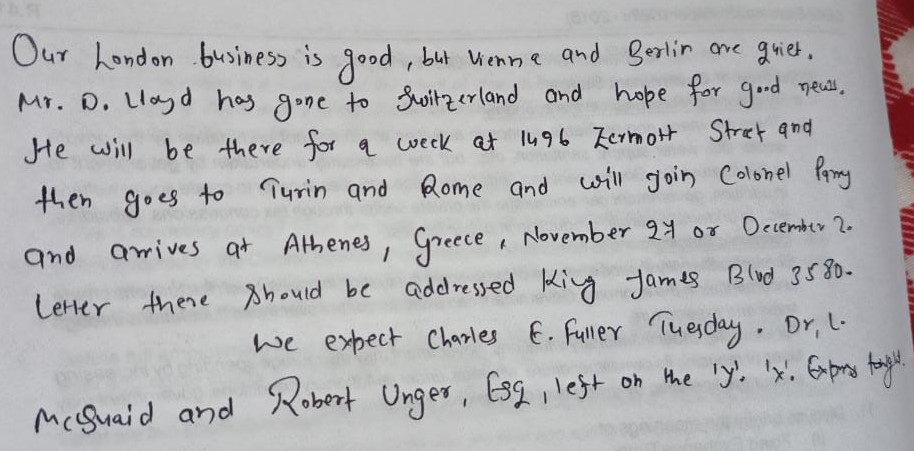 Our London business is good, but Vienna and Berlin are quiet.
Mr. D. Lloyd has gone to Switzerland and hope for good news.
He will be there for a week at 1496 Zermott Street and
then goes to Turin and Rome and will join Colonel Parry
and arrives at Athenes, Greece, November 27 or December 2.
Letter there should be addressed King James Blvd 3580.
We expect Charles E. Fuller Tuesday. Dr, L.
McQuaid and Robert Unger, Esq, left on the 'Y'. 'X'. Express tonight.